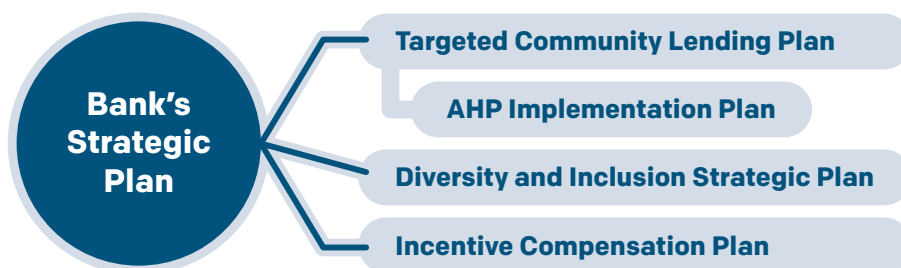 Bank's
Strategic
Plan
Targeted Community Lending Plan
AHP Implementation Plan
Diversity and Inclusion Strategic Plan
Incentive Compensation Plan